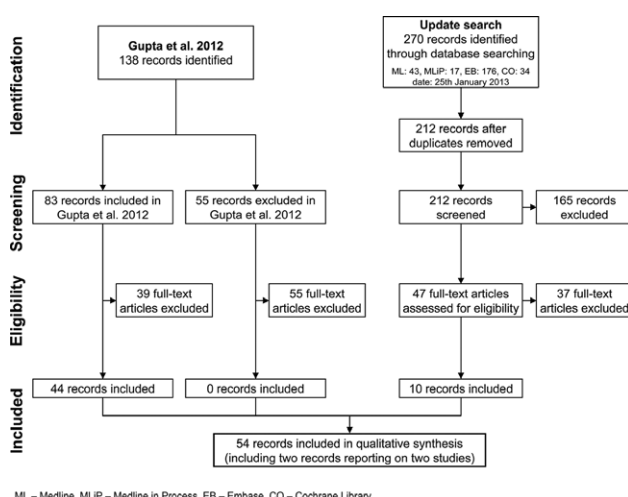 Identification
Gupta et al. 2012
138 records identified
Update search
270 records identified
through database searching
ML: 43, MLiP: 17, EB: 176, CO: 34
date: 25th January 2013
212 records after
duplicates removed
Screening
83 records included in
Gupta et al. 2012
55 records excluded in
Gupta et al. 2012
212 records
screened
165 records
excluded
Eligibility
39 full-text
articles excluded
55 full-text
articles excluded
47 full-text articles
assessed for eligibility
37 full-text
articles excluded
Included
44 records included
0 records included
10 records included
54 records included in qualitative synthesis
(including two records reporting on two studies)
ML – Medline, MLiP – Medline in Process, EB – Embase, CO – Cochrane Library